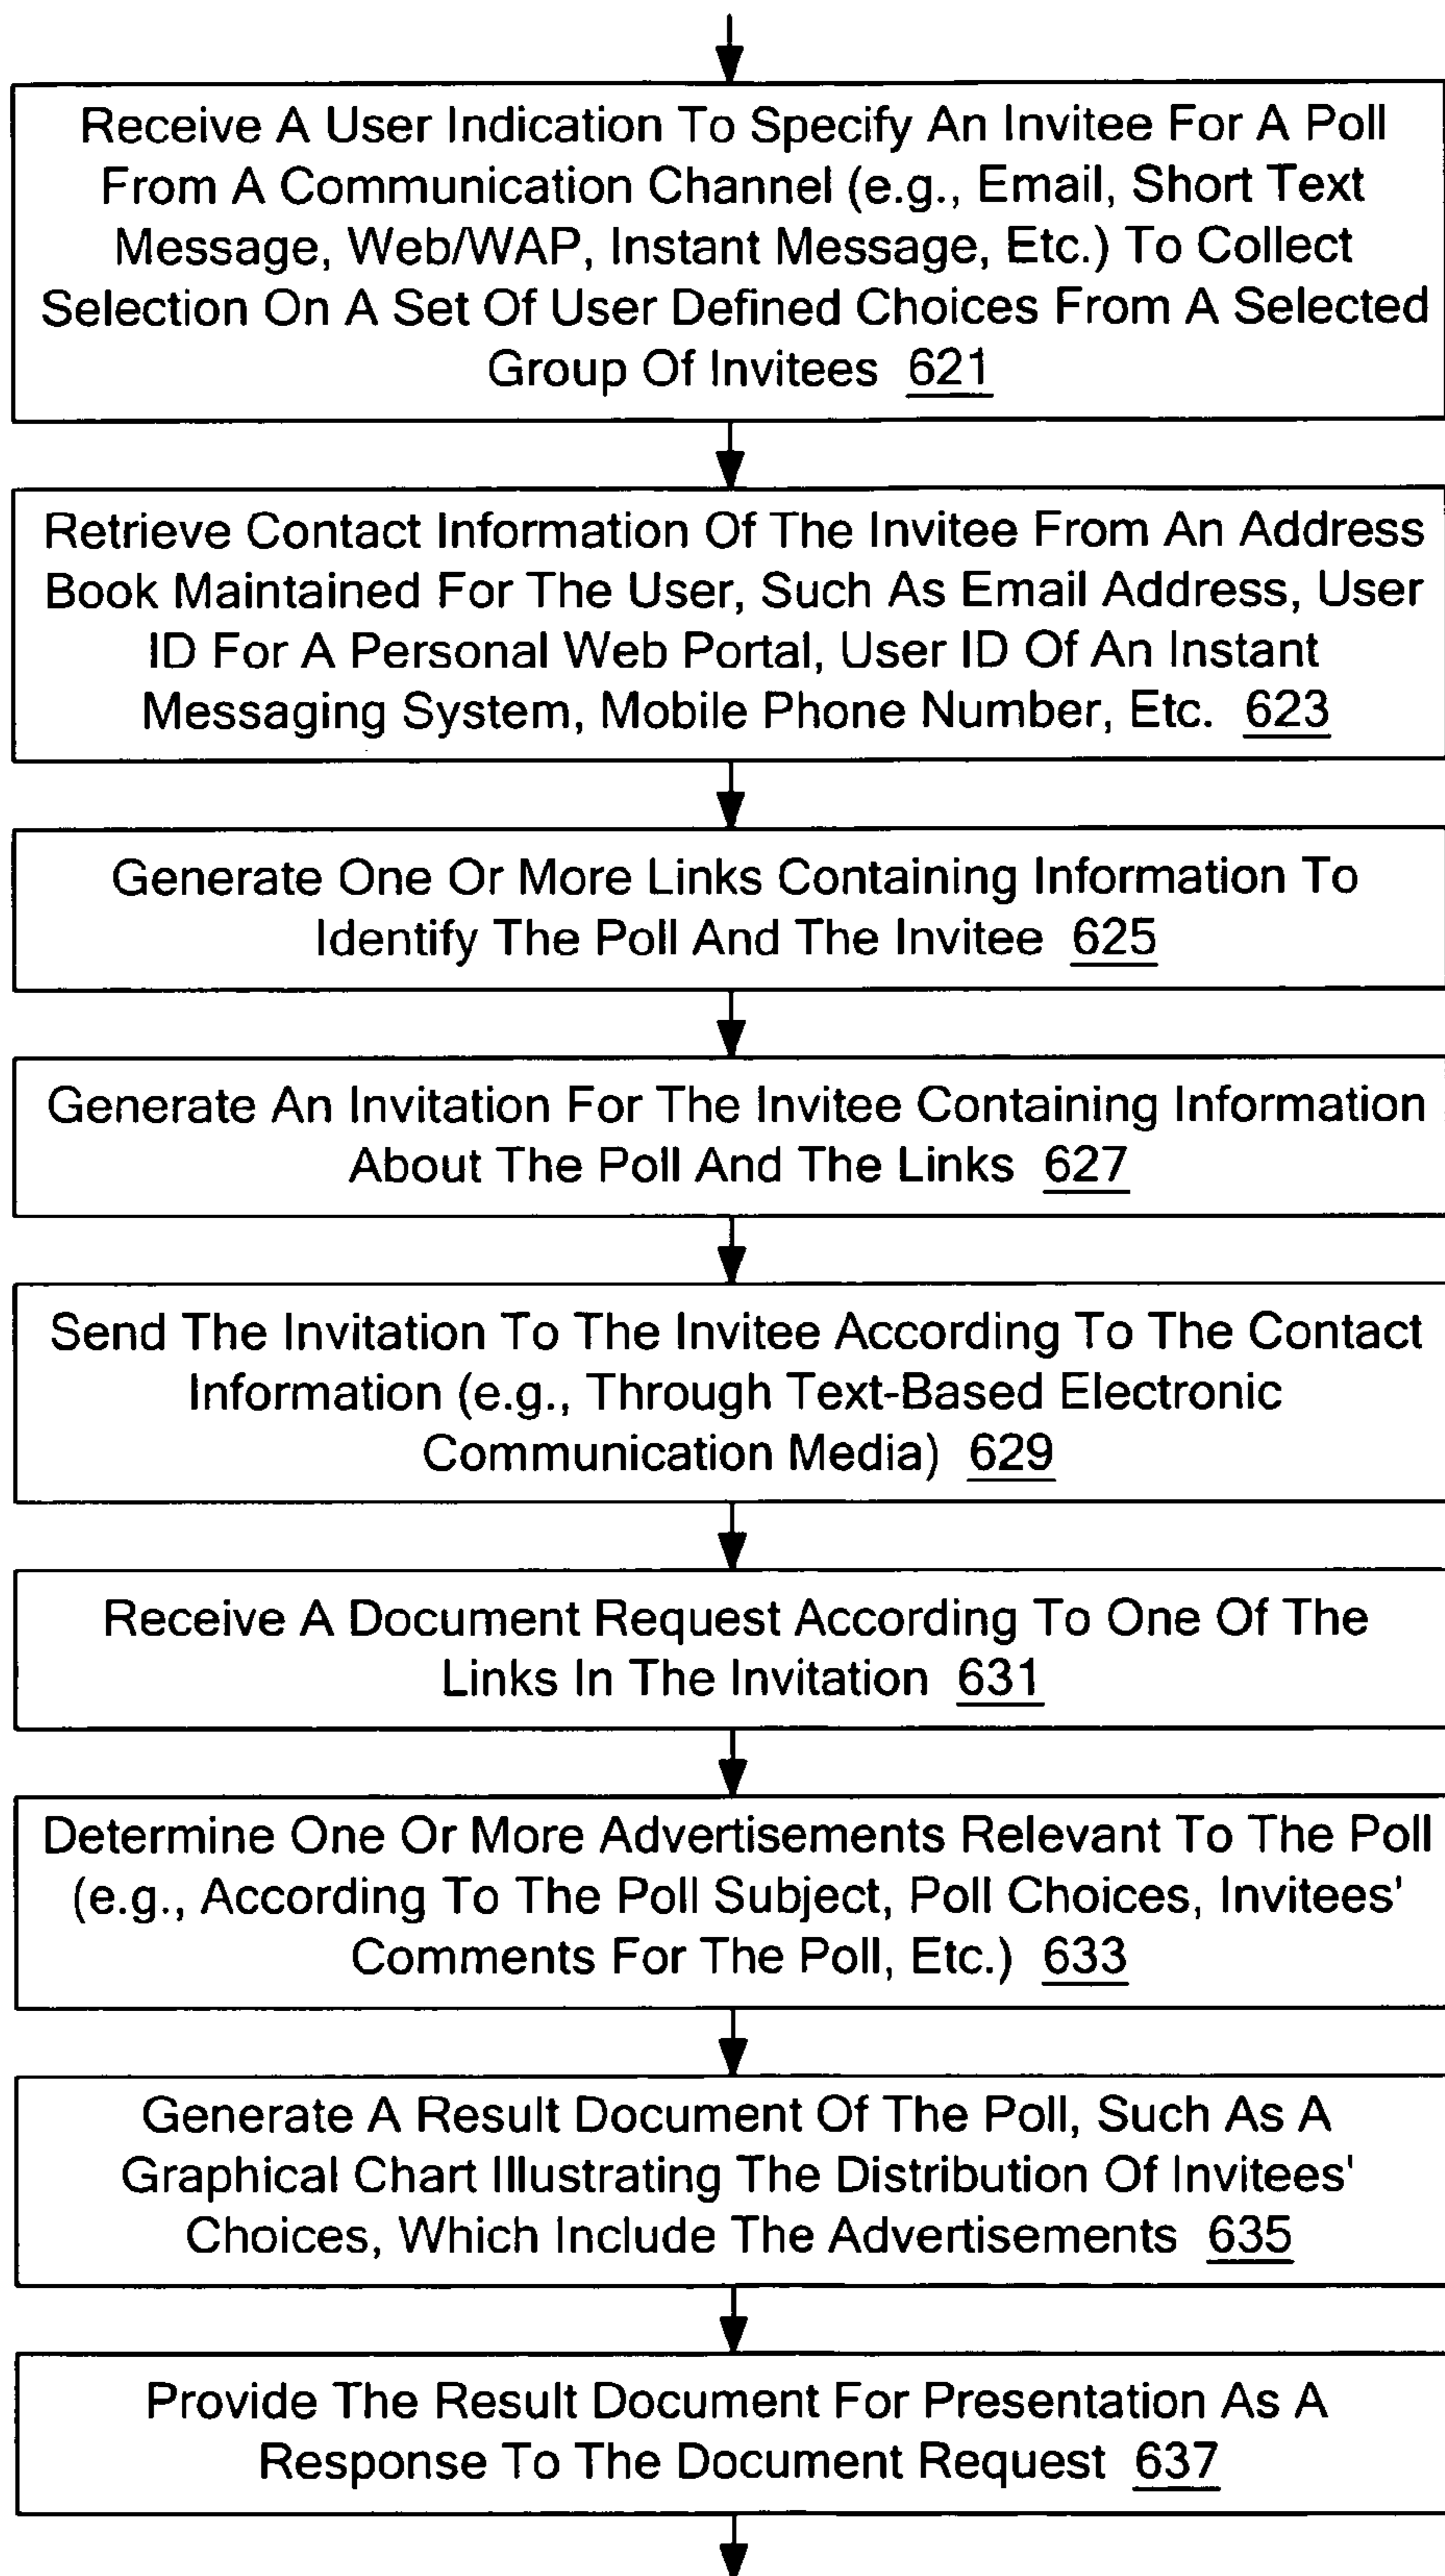 Receive A User Indication To Specify An Invitee For A Poll
From A Communication Channel (e.g., Email, Short Text
Message, Web/WAP, Instant Message, Etc.) To Collect
Selection On A Set Of User Defined Choices From A Selected
Group Of Invitees 621
Retrieve Contact Information Of The Invitee From An Address
Book Maintained For The User, Such As Email Address, User
ID For A Personal Web Portal, User ID Of An Instant
Messaging System, Mobile Phone Number, Etc. 623
Generate One Or More Links Containing Information To
Identify The Poll And The Invitee 625
Generate An Invitation For The Invitee Containing Information
About The Poll And The Links 627
Send The Invitation To The Invitee According To The Contact
Information (e.g., Through Text-Based Electronic
Communication Media) 629
Receive A Document Request According To One Of The
Links In The Invitation 631
Determine One Or More Advertisements Relevant To The Poll
(e.g., According To The Poll Subject, Poll Choices, Invitees'
Comments For The Poll, Etc.) 633
Generate A Result Document Of The Poll, Such As A
Graphical Chart Illustrating The Distribution Of Invitees'
Choices, Which Include The Advertisements 635
Provide The Result Document For Presentation As A
Response To The Document Request 637